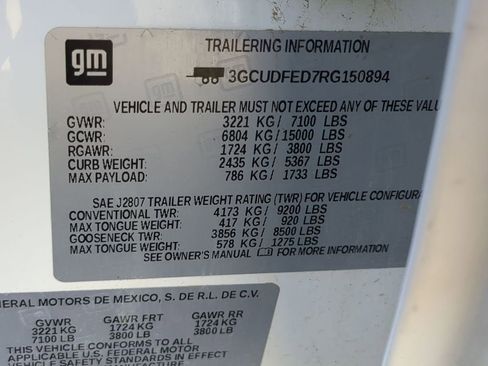 gm
TRAILERING INFORMATION
3GCUDFED7RG150894
VEHICLE AND TRAILER MUST NOT EXCEED ANY OF THESE VALU
GVWR: 3221 KG / 7100 LBS
GCWR: 6804 KG / 15000 LBS
RGAWR: 1724 KG / 3800 LBS
CURB WEIGHT: 2435 KG / 5367 LBS
MAX PAYLOAD: 786 KG / 1733 LBS
SAE J2807 TRAILER WEIGHT RATING (TWR) FOR VEHICLE CONFIGURA
CONVENTIONAL TWR: 4173 KG / 9200 LBS
MAX TONGUE WEIGHT: 417 KG / 920 LBS
GOOSENECK TWR: 3856 KG / 8500 LBS
MAX TONGUE WEIGHT: 578 KG / 1275 LBS
SEE OWNER'S MANUAL FOR MORE INFORMATION
NERAL MOTORS DE MEXICO, S. DE R.L. DE C.V.
GVWR GAWR FRT GAWR RR
3221 KG 1724 KG 1724 KG
7100 LB 3800 LB 3800 LB
THIS VEHICLE CONFORMS TO ALL
APPLICABLE U.S. FEDERAL MOTOR
VEHICLE SAFETY STANDARDS IN EFFECT